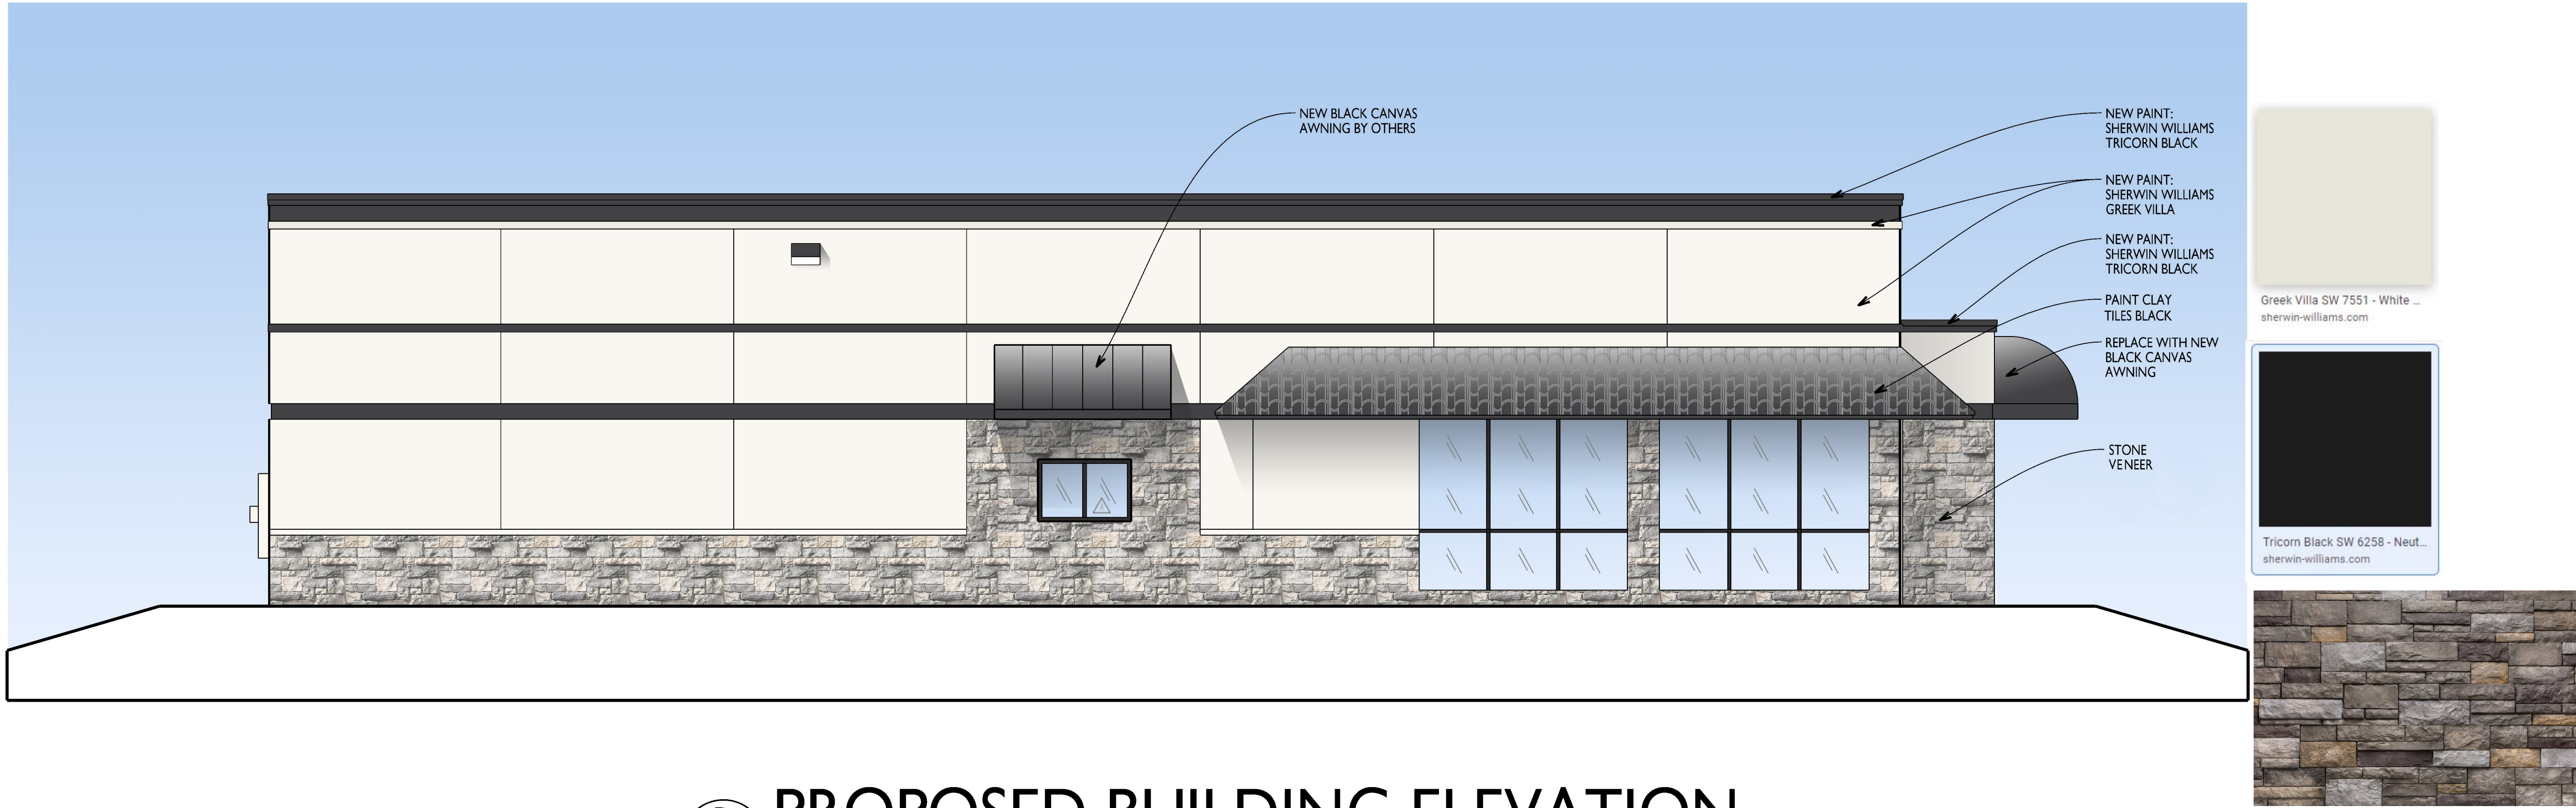 NEW BLACK CANVAS
AWNING BY OTHERS
NEW PAINT:
SHERWIN WILLIAMS
TRICORN BLACK
NEW PAINT:
SHERWIN WILLIAMS
GREEK VILLA
NEW PAINT:
SHERWIN WILLIAMS
TRICORN BLACK
PAINT CLAY
TILES BLACK
REPLACE WITH NEW
BLACK CANVAS
AWNING
STONE
VENEER
Greek Villa SW 7551 - White ...
sherwin-williams.com
Tricorn Black SW 6258 - Neut...
sherwin-williams.com
PROPOSED BUILDING ELEVATION